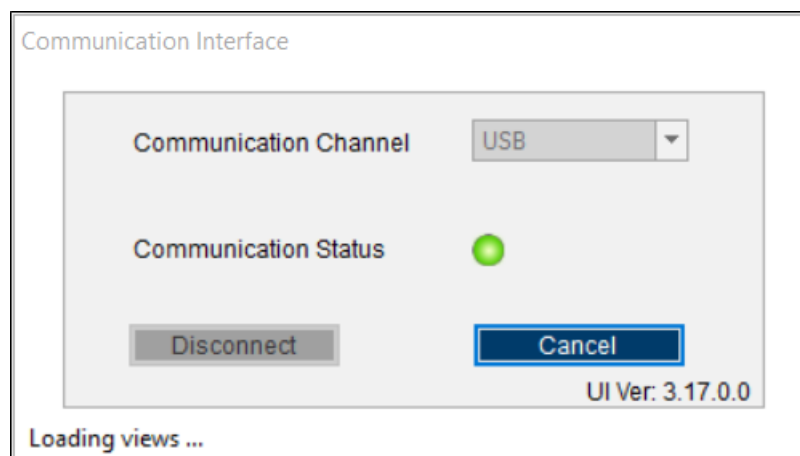 Communication Interface
Communication Channel USB
Communication Status
Disconnect Cancel
UI Ver: 3.17.0.0
Loading views ...